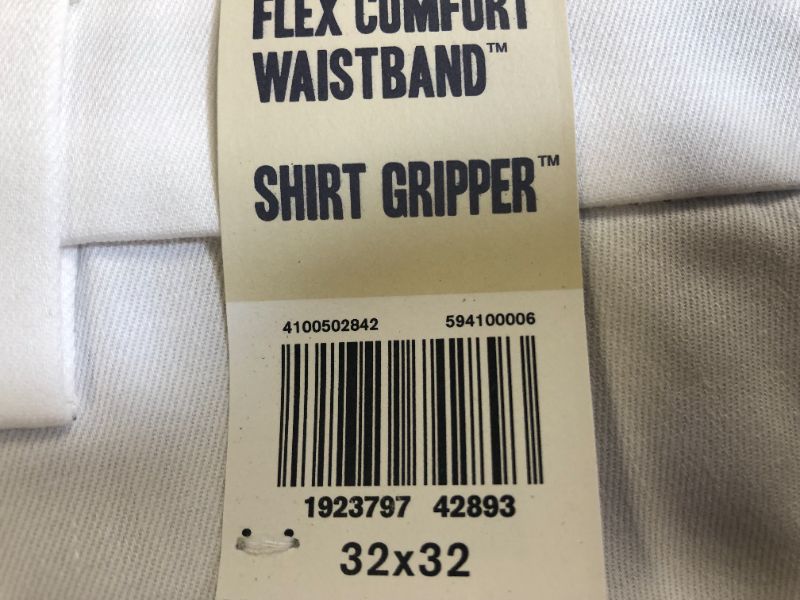 FLEX COMFORT
WAISTBAND™
SHIRT GRIPPER™
4100502842 594100006
1923797 42893
32x32